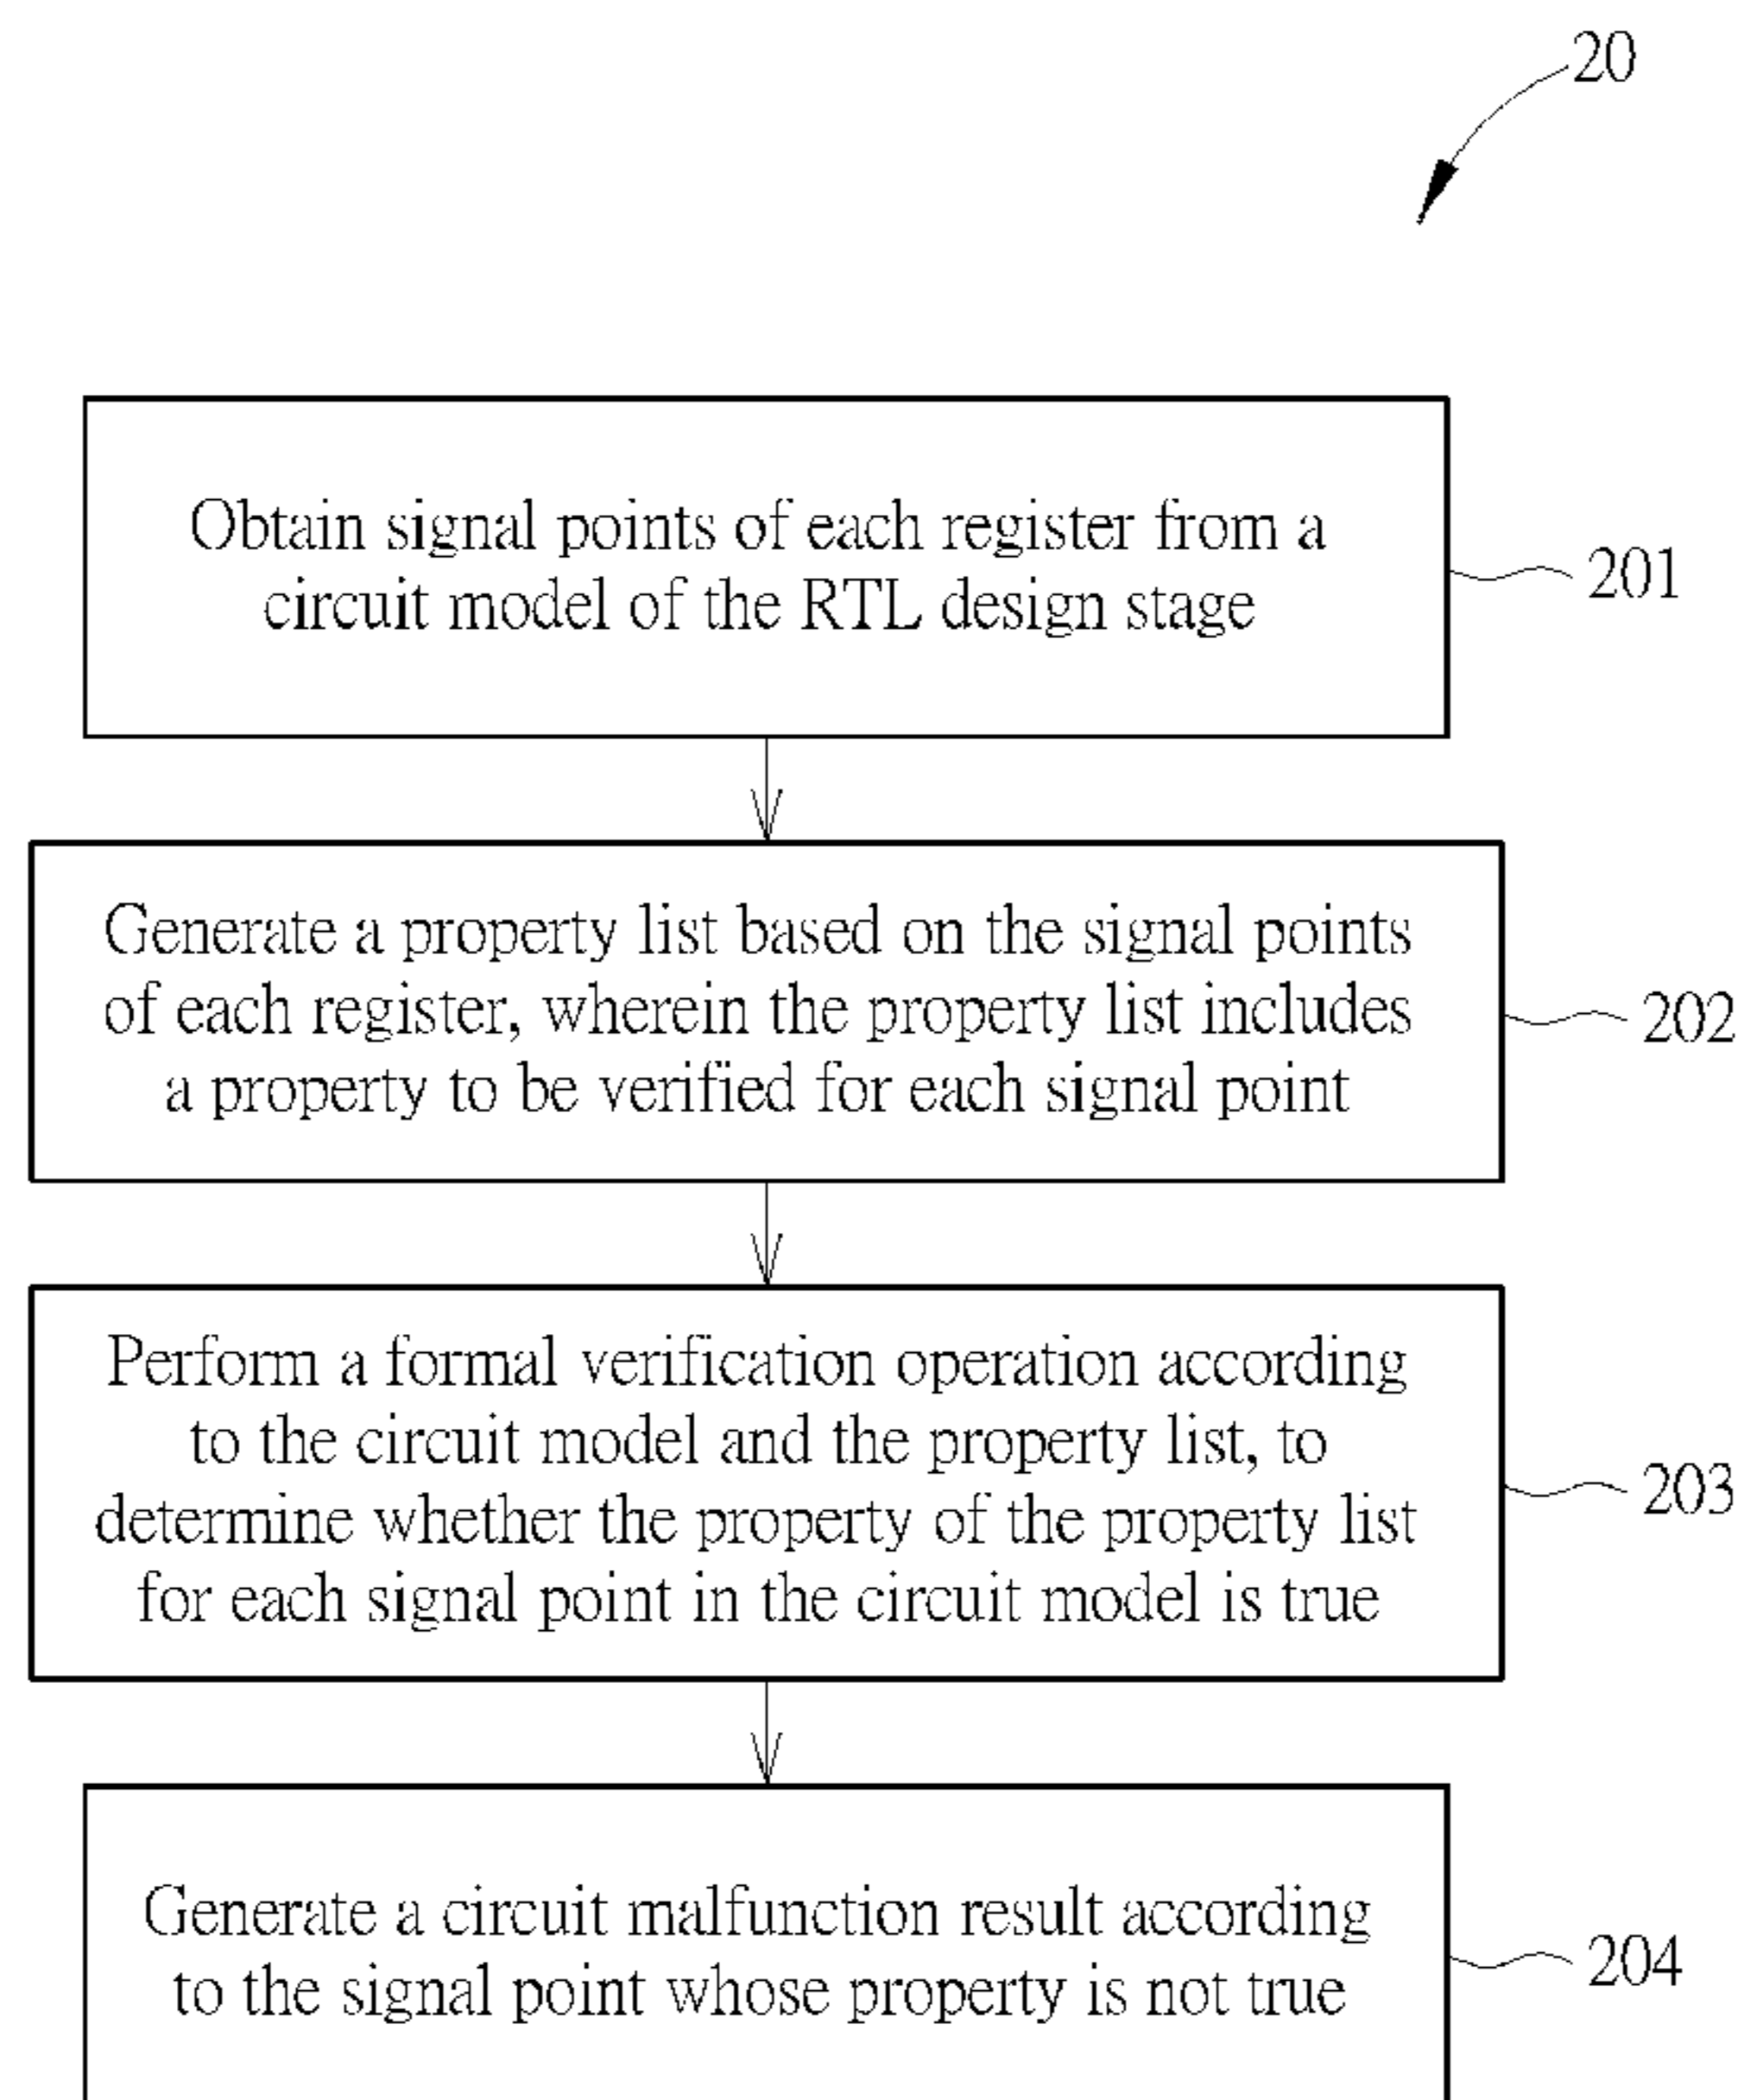 20
Obtain signal points of each register from a
circuit model of the RTL design stage
201
Generate a property list based on the signal points
of each register, wherein the property list includes
a property to be verified for each signal point
202
Perform a formal verification operation according
to the circuit model and the property list, to
determine whether the property of the property list
for each signal point in the circuit model is true
203
Generate a circuit malfunction result according
to the signal point whose property is not true
204